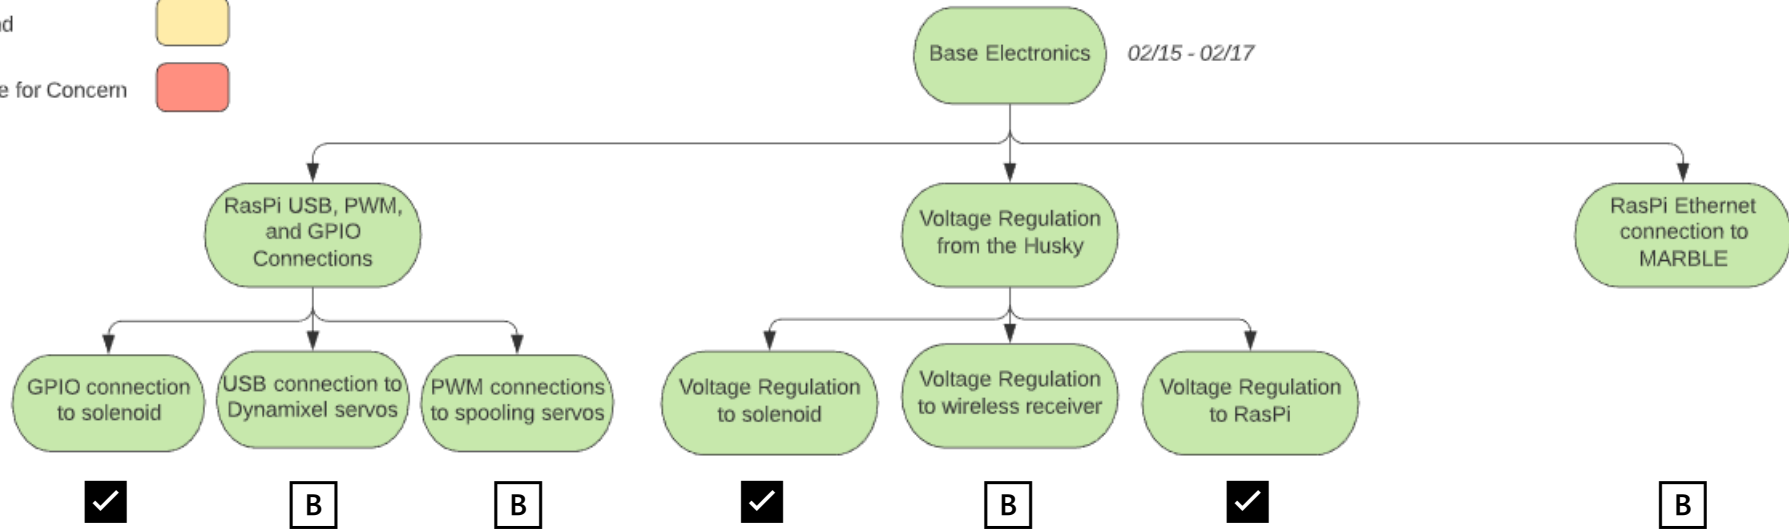 Base Electronics
02/15 - 02/17
e for Concern
RasPi USB, PWM,
and GPIO
Connections
Voltage Regulation
from the Husky
RasPi Ethernet
connection to
MARBLE
GPIO connection
to solenoid
USB connection to
Dynamixel servos
PWM connections
to spooling servos
Voltage Regulation
to solenoid
Voltage Regulation
to wireless receiver
Voltage Regulation
to RasPi
B
B
B
B